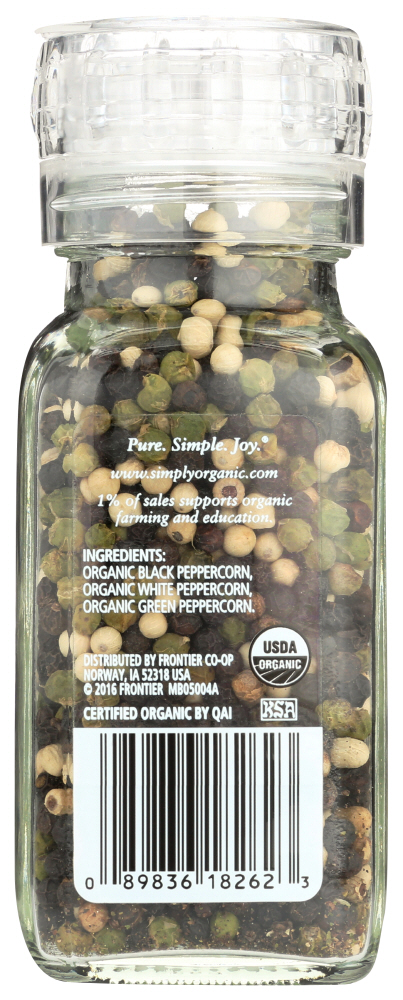 Pure. Simple. Joy.®
www.simplyorganic.com
1% of sales supports organic
farming and education.
INGREDIENTS:
ORGANIC BLACK PEPPERCORN,
ORGANIC WHITE PEPPERCORN,
ORGANIC GREEN PEPPERCORN.
DISTRIBUTED BY FRONTIER CO-OP
NORWAY, IA 52318 USA
© 2016 FRONTIER MB05004A
USDA
ORGANIC
CERTIFIED ORGANIC BY QAI
KSA
0 89836 18262 3